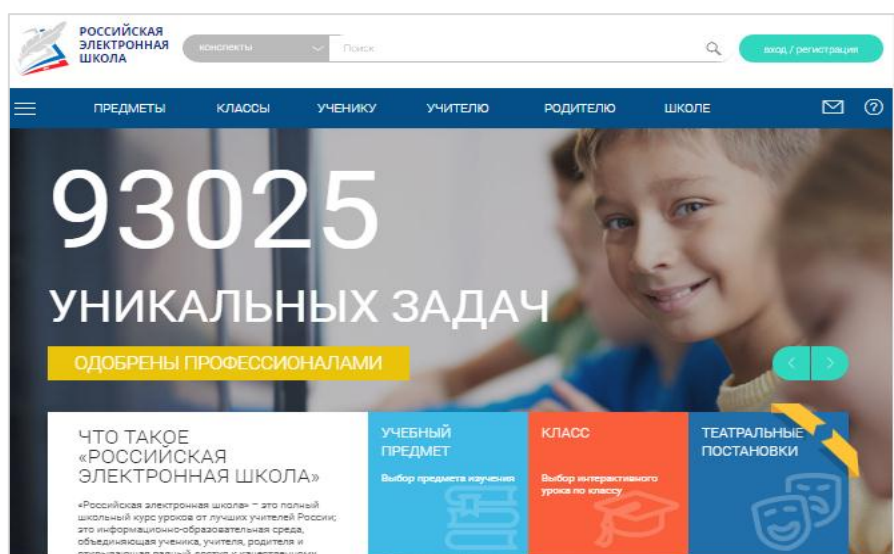 РОССИЙСКАЯ
ЭЛЕКТРОННАЯ
ШКОЛА
конспекты
Поиск
вход / регистрация
ПРЕДМЕТЫ КЛАССЫ УЧЕНИКУ УЧИТЕЛЮ РОДИТЕЛЮ ШКОЛЕ
93025
УНИКАЛЬНЫХ ЗАДАЧ
ОДОБРЕНЫ ПРОФЕССИОНАЛАМИ
ЧТО ТАКОЕ
«РОССИЙСКАЯ
ЭЛЕКТРОННАЯ ШКОЛА»
«Российская электронная школа» – это полный
школьный курс уроков от лучших учителей России;
это информационно-образовательная среда,
объединяющая ученика, учителя, родителя и
УЧЕБНЫЙ
ПРЕДМЕТ
Выбор предмета изучения
КЛАСС
Выбор интерактивного
урока по классу
ТЕАТРАЛЬНЫЕ
ПОСТАНОВКИ